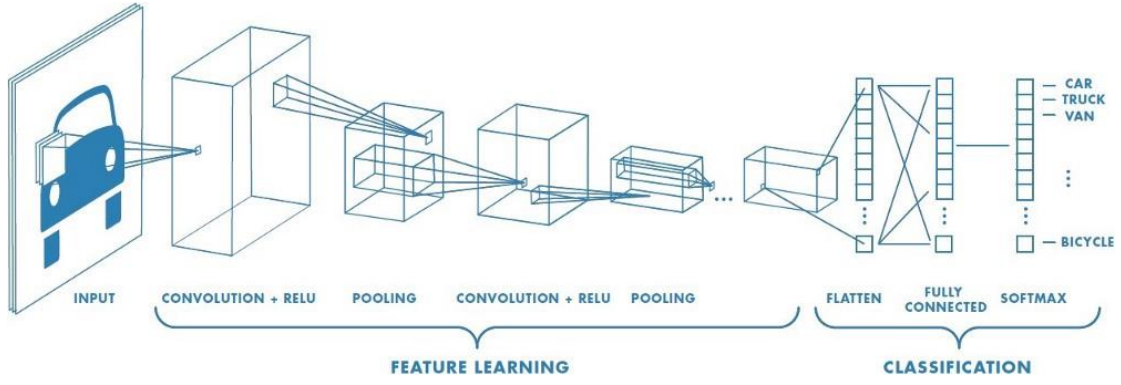 CAR
TRUCK
VAN
BICYCLE
INPUT
CONVOLUTION + RELU
POOLING
CONVOLUTION + RELU
POOLING
FLATTEN
FULLY
CONNECTED
SOFTMAX
FEATURE LEARNING
CLASSIFICATION